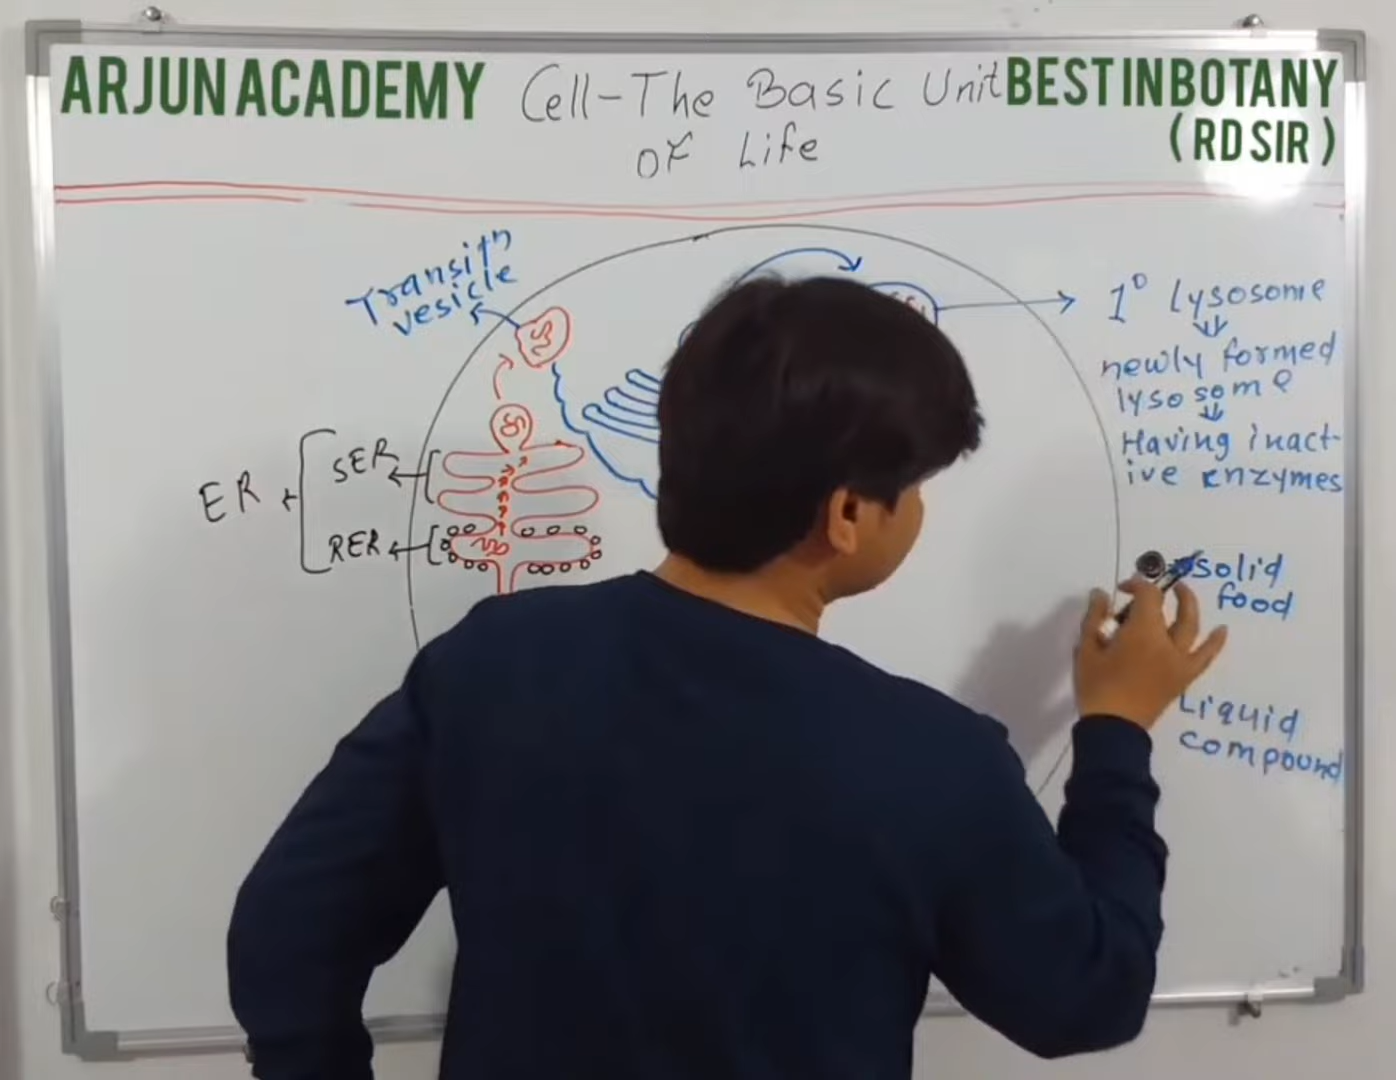 ARJUN ACADEMY
Cell-The Basic Unit
of Life
BEST IN BOTANY
( RD SIR )
Transitn
vesicle
1° Lysosome
newly formed
lysosome
Having inact-
ive Enzymes
ER
SER
RER
Solid
food
Liquid
compound